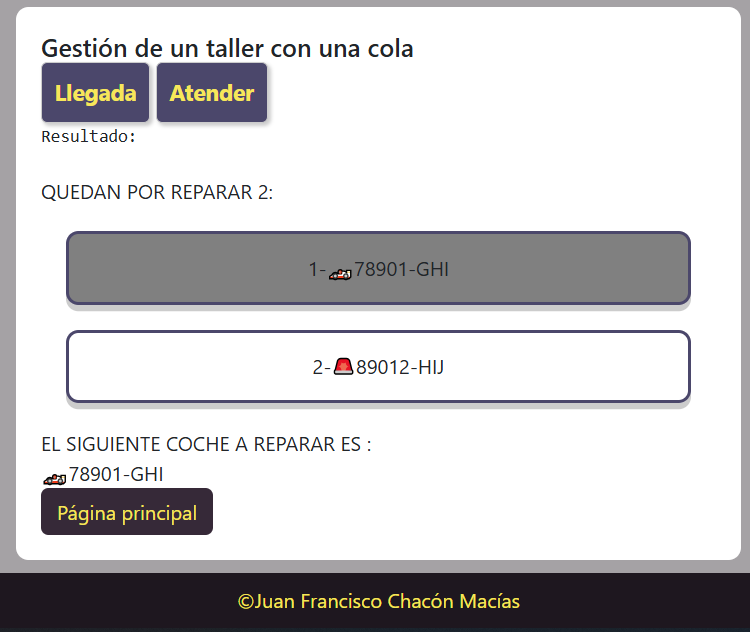 Gestión de un taller con una cola
Llegada Atender
Resultado:
QUEDAN POR REPARAR 2:
1-🏎️78901-GHI
2-🚨89012-HIJ
EL SIGUIENTE COCHE A REPARAR ES :
🏎️78901-GHI
Página principal
©Juan Francisco Chacón Macías